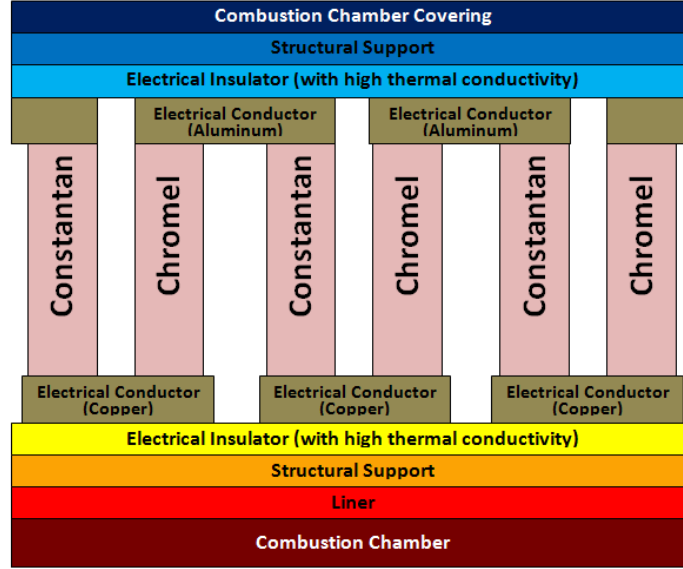 Combustion Chamber Covering
Structural Support
Electrical Insulator (with high thermal conductivity)
Electrical Conductor
(Aluminum)
Electrical Conductor
(Aluminum)
Constantan
Chromel
Constantan
Chromel
Constantan
Chromel
Electrical Conductor
(Copper)
Electrical Conductor
(Copper)
Electrical Conductor
(Copper)
Electrical Insulator (with high thermal conductivity)
Structural Support
Liner
Combustion Chamber